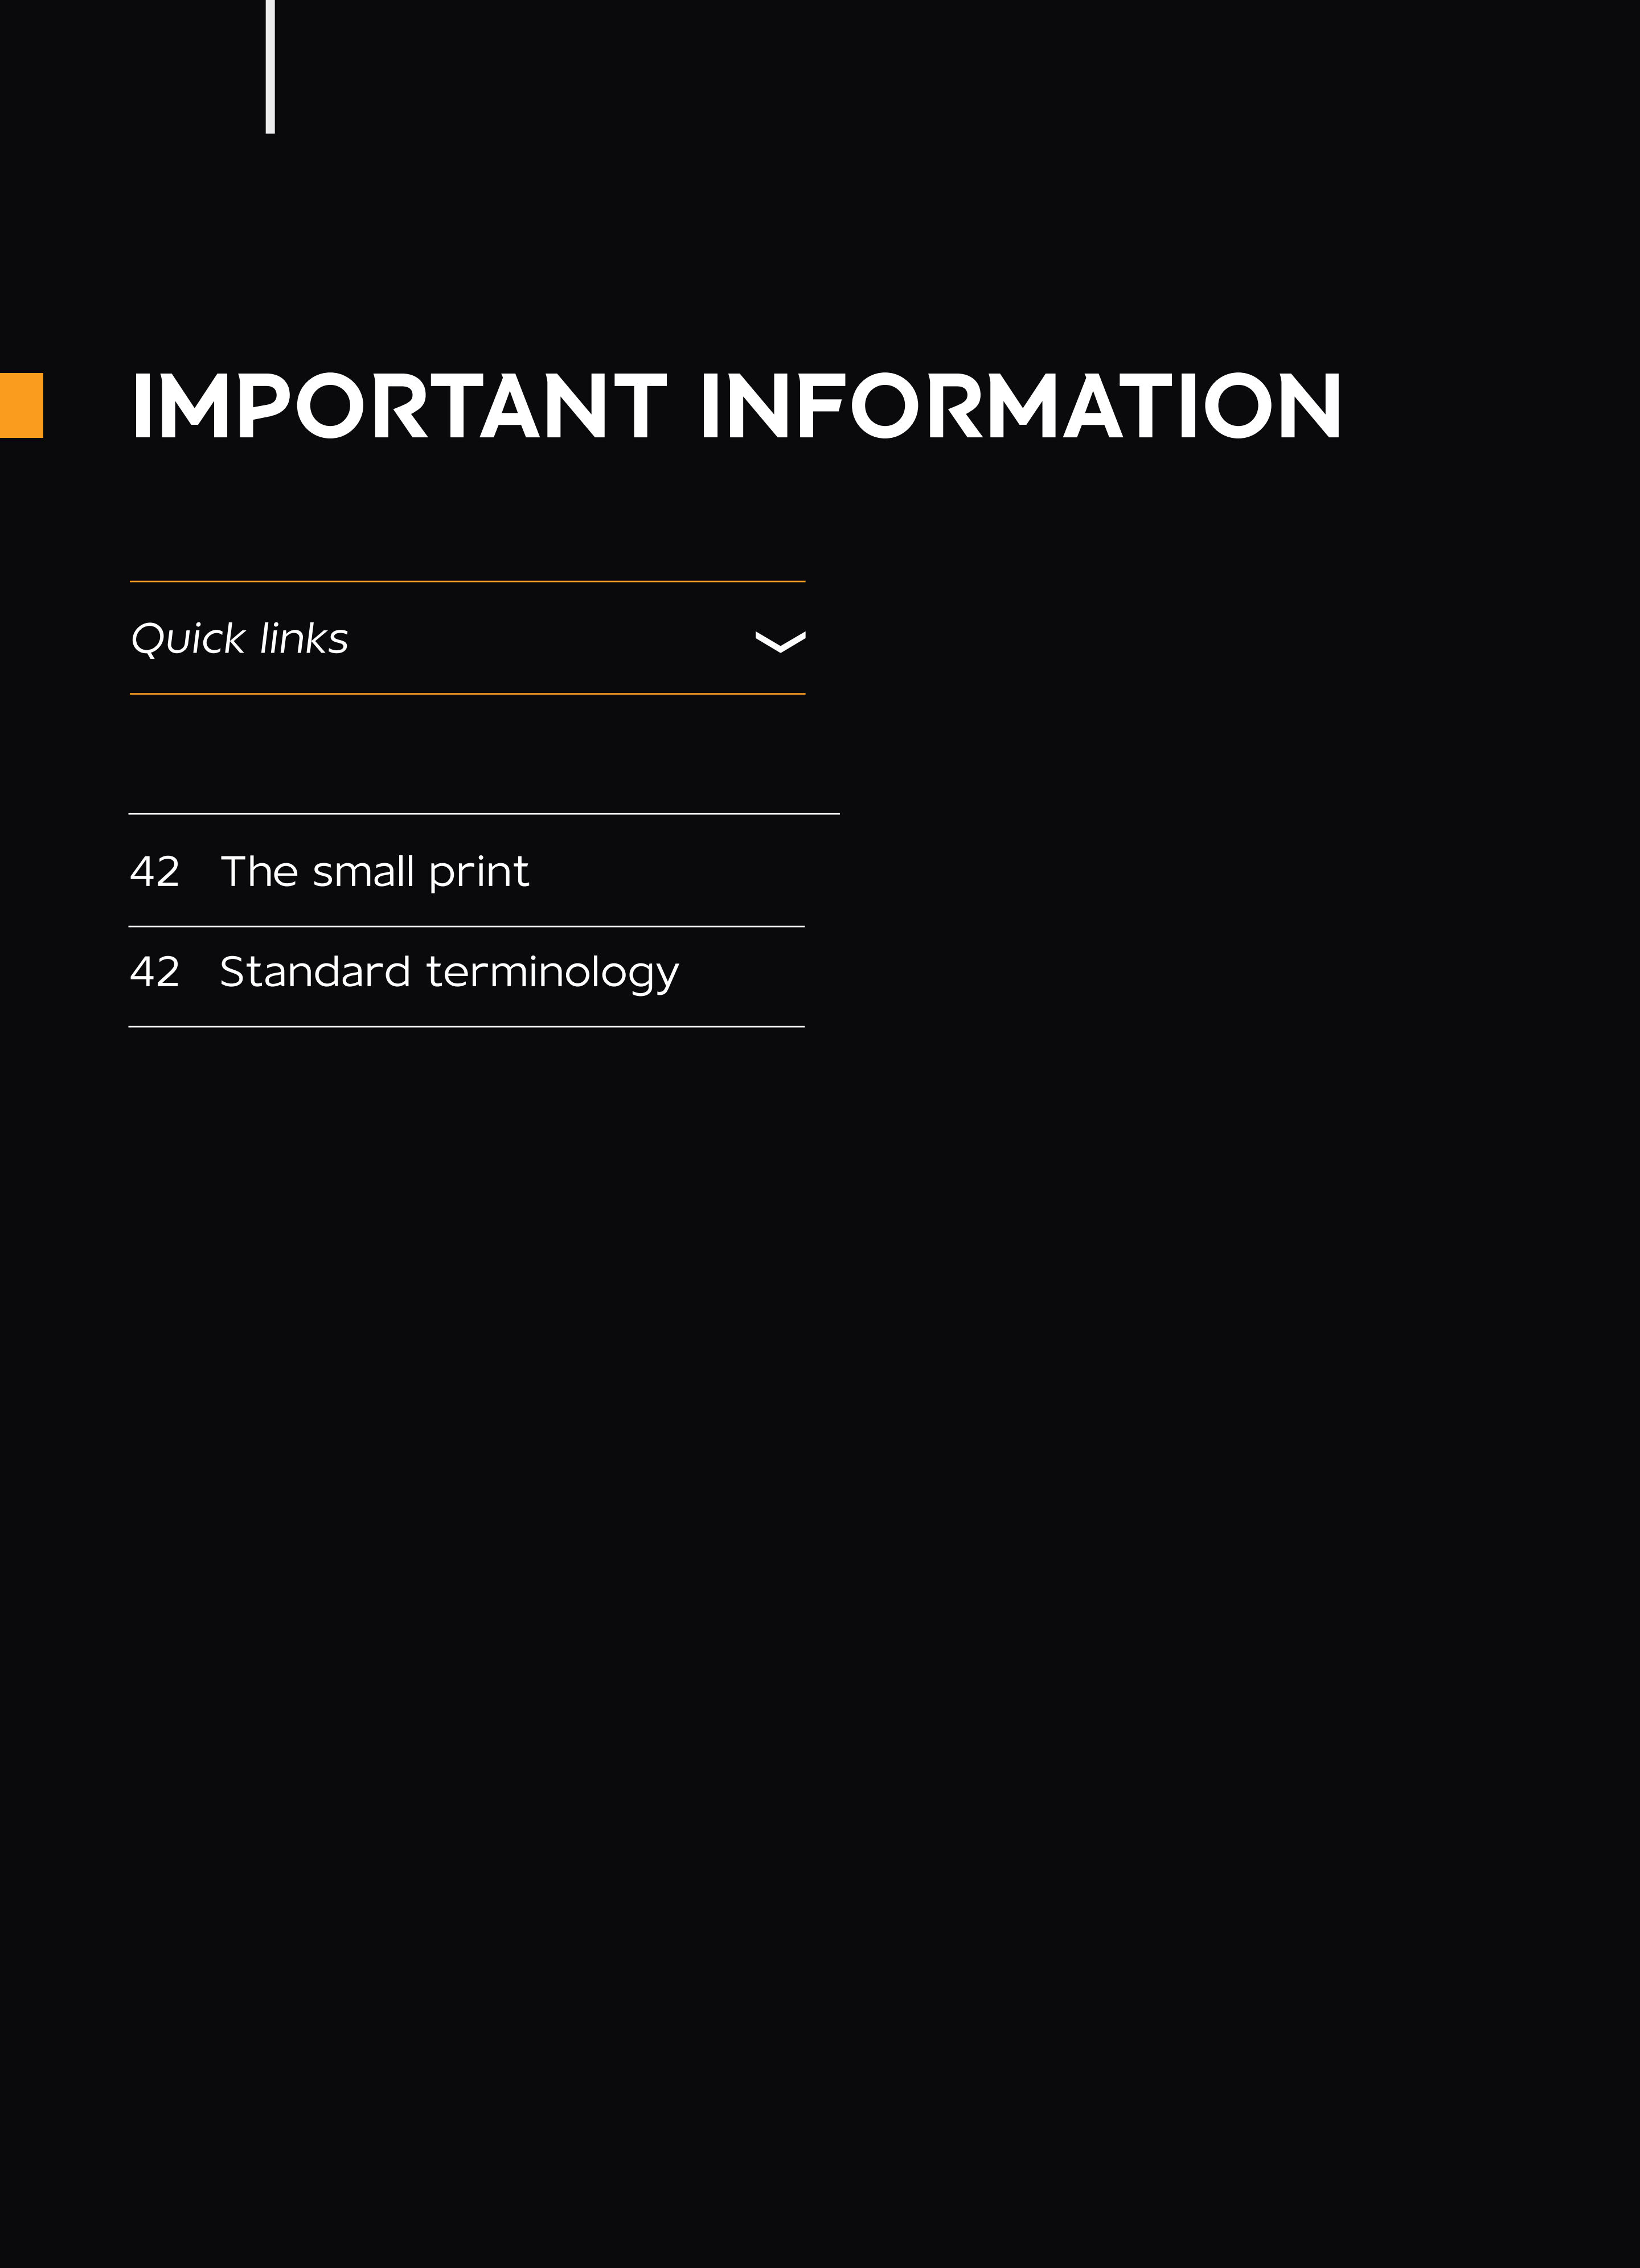 IMPORTANT INFORMATION
Quick links
42 The small print
42 Standard terminology